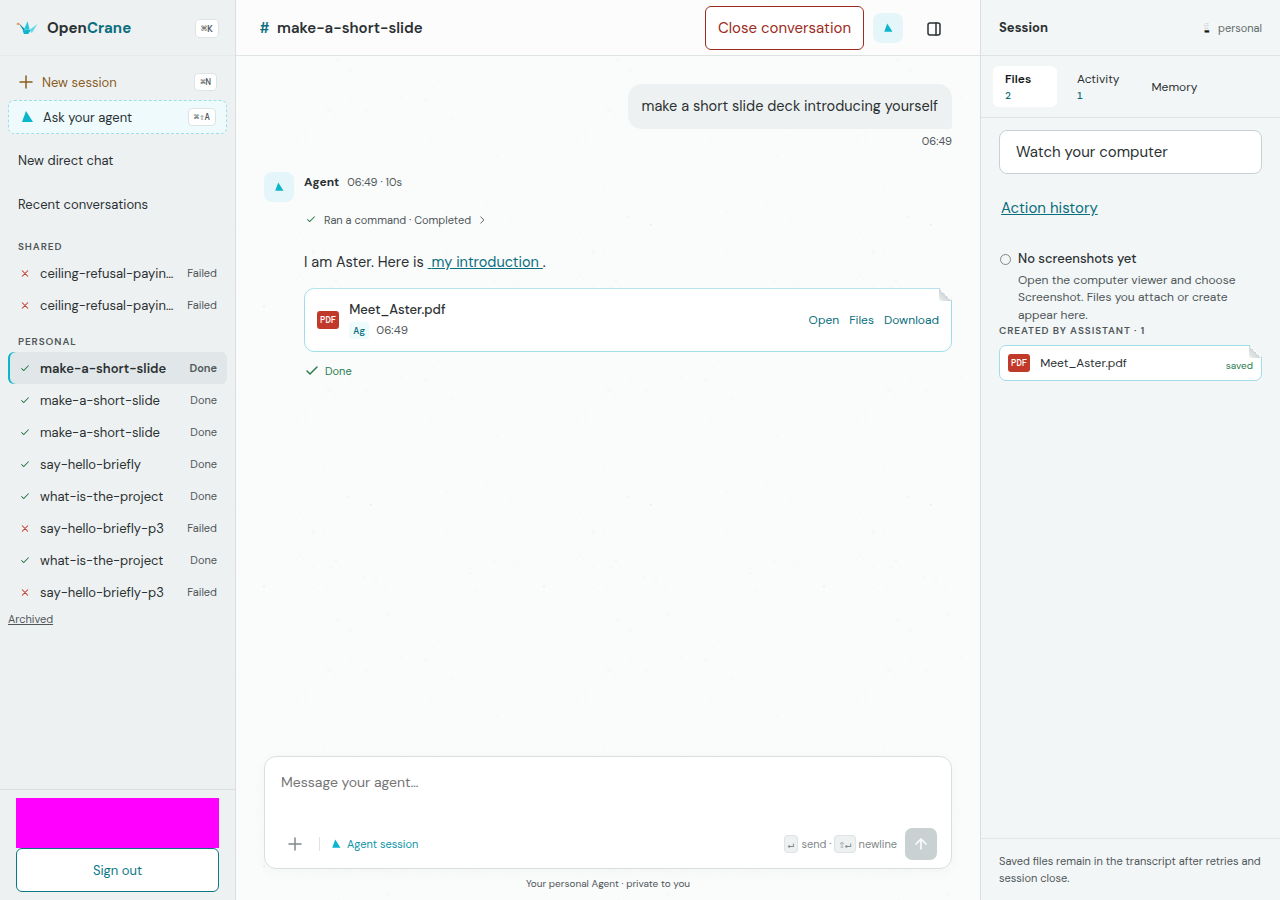 OpenCrane
⌘K
New session
⌘N
Ask your agent
⌘⇧A
New direct chat
Recent conversations
SHARED
ceiling-refusal-payin… Failed
ceiling-refusal-payin… Failed
PERSONAL
make-a-short-slide Done
make-a-short-slide Done
make-a-short-slide Done
say-hello-briefly Done
what-is-the-project Done
say-hello-briefly-p3 Failed
what-is-the-project Done
say-hello-briefly-p3 Failed
Archived
Sign out
# make-a-short-slide
Close conversation
make a short slide deck introducing yourself
06:49
Agent 06:49 · 10s
Ran a command · Completed
I am Aster. Here is my introduction .
PDF
Meet_Aster.pdf
Ag 06:49
Open Files Download
Done
Message your agent…
Agent session
↵ send · ⇧↵ newline
Your personal Agent · private to you
Session
personal
Files
2
Activity
1
Memory
Watch your computer
Action history
No screenshots yet
Open the computer viewer and choose
Screenshot. Files you attach or create
appear here.
CREATED BY ASSISTANT · 1
PDF Meet_Aster.pdf saved
Saved files remain in the transcript after retries and
session close.